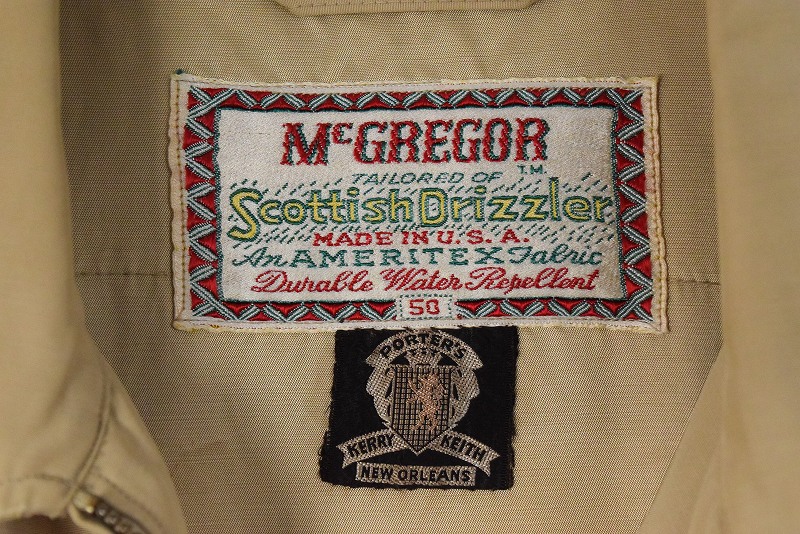 McGREGOR
T.M.
TAILORED OF
Scottish Drizzler
MADE IN U.S.A.
An AMERITEX Fabric
Durable Water Repellent
50
PORTER'S
KERRY KEITH
NEW ORLEANS